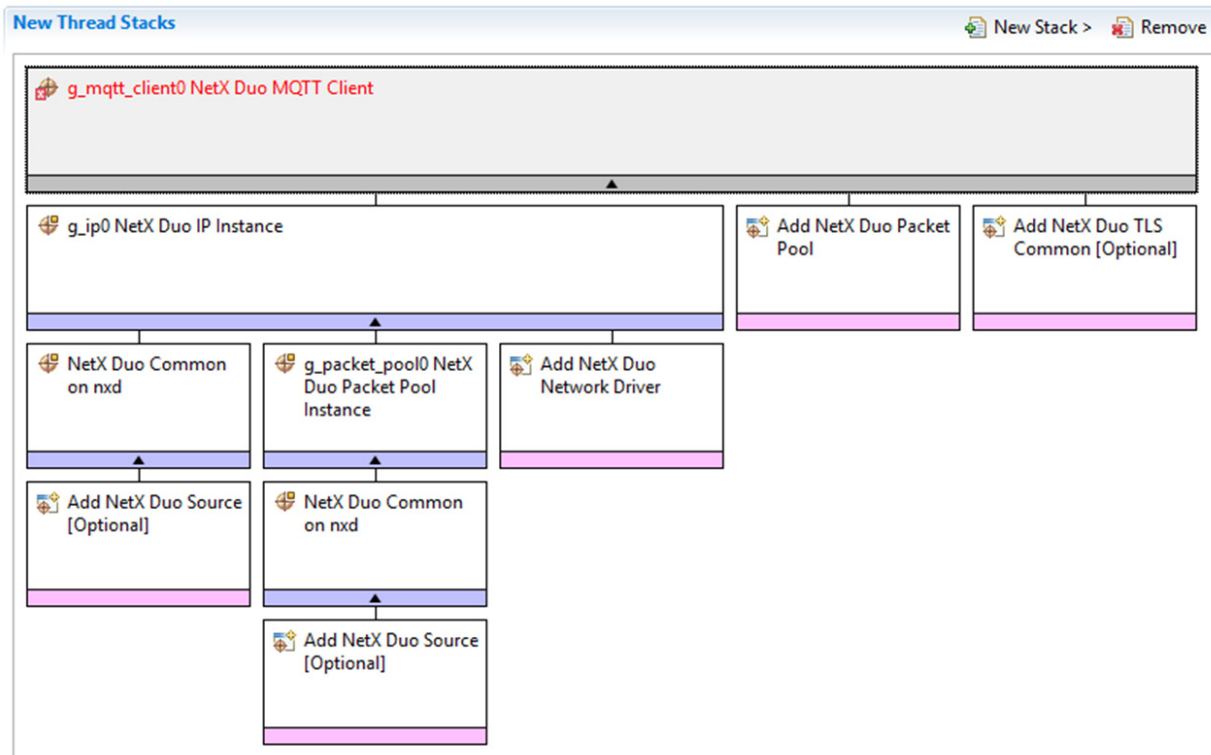 New Thread Stacks
New Stack >
Remove
g_mqtt_client0 NetX Duo MQTT Client
g_ip0 NetX Duo IP Instance
Add NetX Duo Packet
Pool
Add NetX Duo TLS
Common [Optional]
NetX Duo Common
on nxd
g_packet_pool0 NetX
Duo Packet Pool
Instance
Add NetX Duo
Network Driver
Add NetX Duo Source
[Optional]
NetX Duo Common
on nxd
Add NetX Duo Source
[Optional]